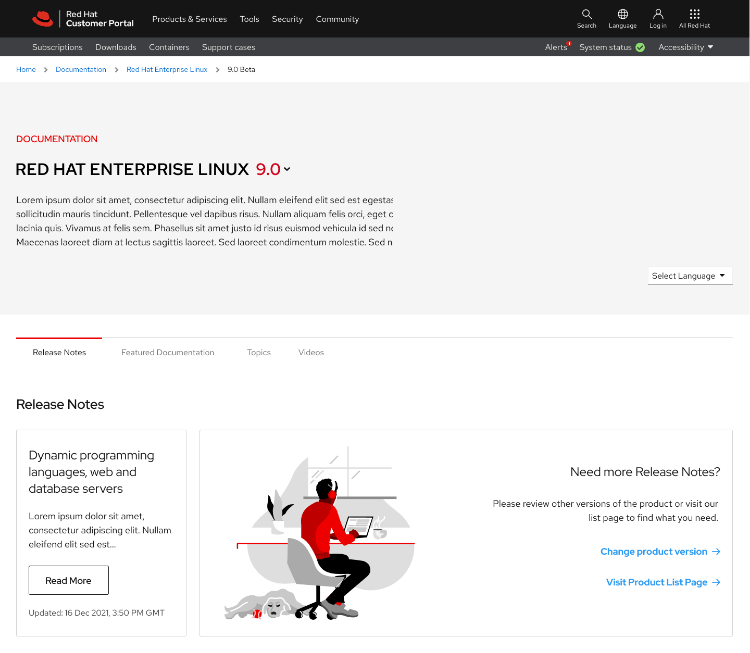 Red Hat
Customer Portal
Products & Services Tools Security Community
Search Language Log in All Red Hat
Subscriptions Downloads Containers Support cases
Alerts System status Accessibility
Home Documentation Red Hat Enterprise Linux 9.0 Beta
DOCUMENTATION
RED HAT ENTERPRISE LINUX 9.0
Lorem ipsum dolor sit amet, consectetur adipiscing elit. Nullam eleifend elit sed est egestas
sollicitudin mauris tincidunt. Pellentesque vel dapibus risus. Nullam aliquam felis orci, eget
lacinia quis. Vivamus at felis sem. Phasellus sit amet justo id risus euismod vehicula id sed
Maecenas laoreet diam at lectus sagittis laoreet. Sed laoreet condimentum molestie. Sed
Select Language
Release Notes Featured Documentation Topics Videos
Release Notes
Dynamic programming
languages, web and
database servers
Lorem ipsum dolor sit amet,
consectetur adipiscing elit. Nullam
eleifend elit sed est...
Read More
Updated: 16 Dec 2021, 3:50 PM GMT
Need more Release Notes?
Please review other versions of the product or visit our
list page to find what you need.
Change product version
Visit Product List Page